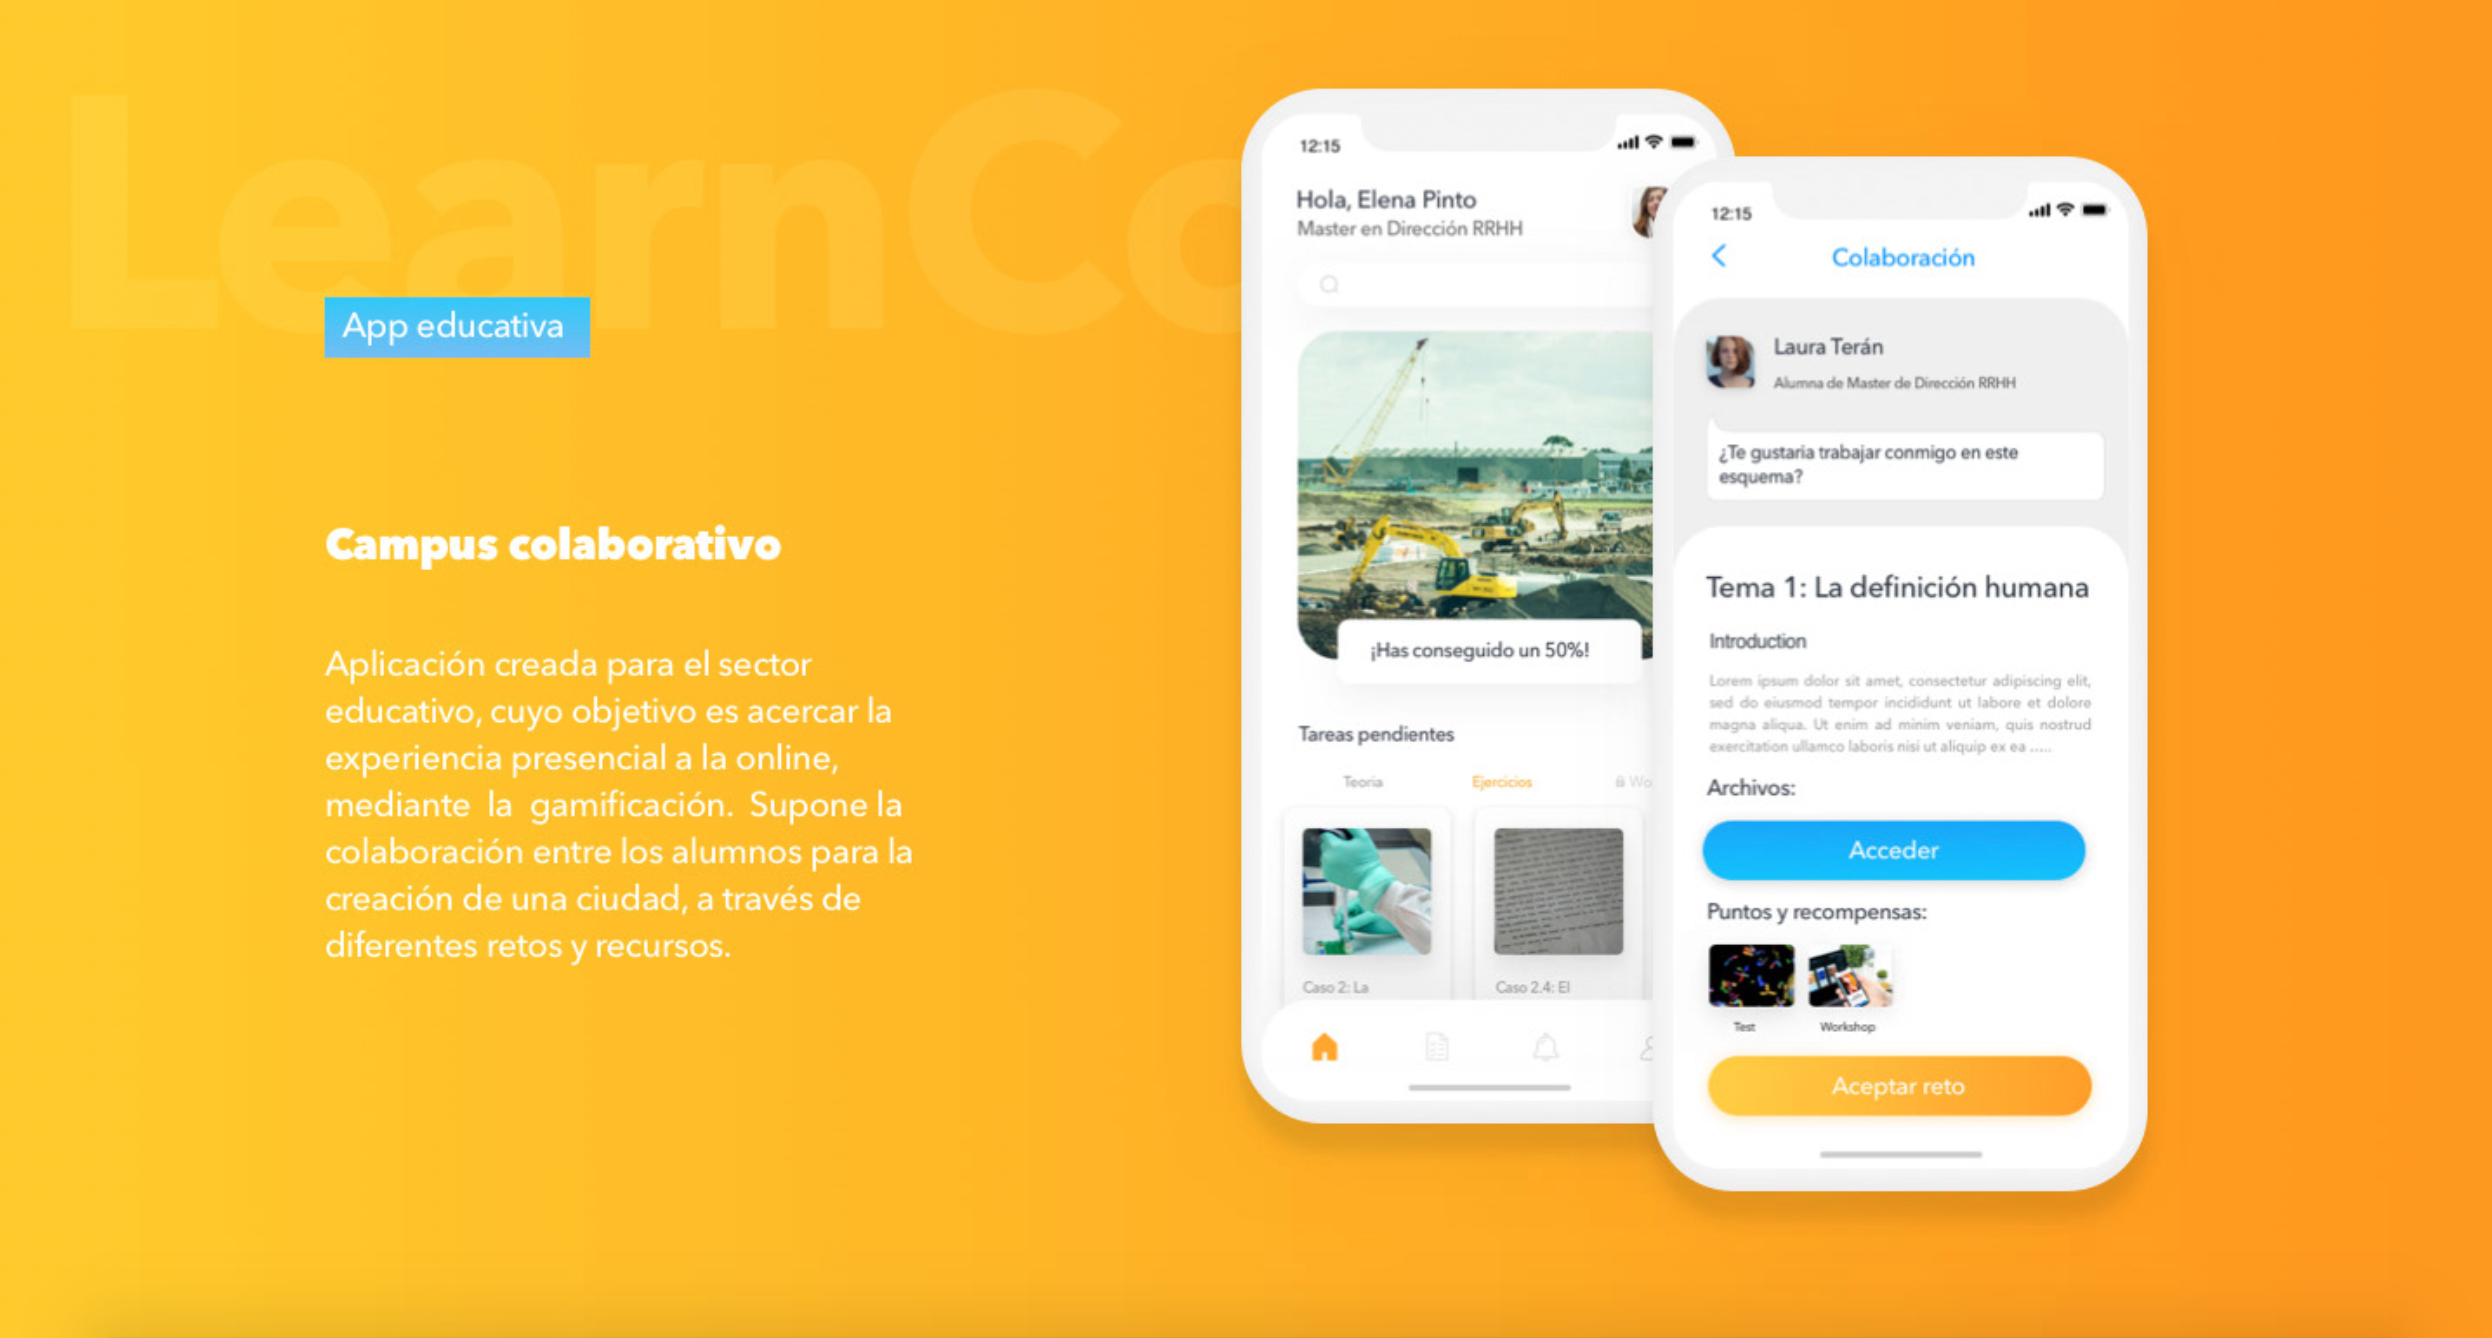 LearnCo
App educativa
Campus colaborativo
Aplicación creada para el sector
educativo, cuyo objetivo es acercar la
experiencia presencial a la online,
mediante la gamificación. Supone la
colaboración entre los alumnos para la
creación de una ciudad, a través de
diferentes retos y recursos.
12:15
Hola, Elena Pinto
Master en Dirección RRHH
¡Has conseguido un 50%!
Tareas pendientes
Teoria
Ejercicios
Wo
Caso 2: La
Caso 2.4: El
12:15
Colaboración
Laura Terán
Alumna de Master de Dirección RRHH
¿Te gustaria trabajar conmigo en este
esquema?
Tema 1: La definición humana
Introduction
Lorem ipsum dolor sit amet, consectetur adipiscing elit,
sed do eiusmod tempor incididunt ut labore et dolore
magna aliqua. Ut enim ad minim veniam, quis nostrud
exercitation ullamco laboris nisi ut aliquip ex ea .....
Archivos:
Acceder
Puntos y recompensas:
Test
Workshop
Aceptar reto